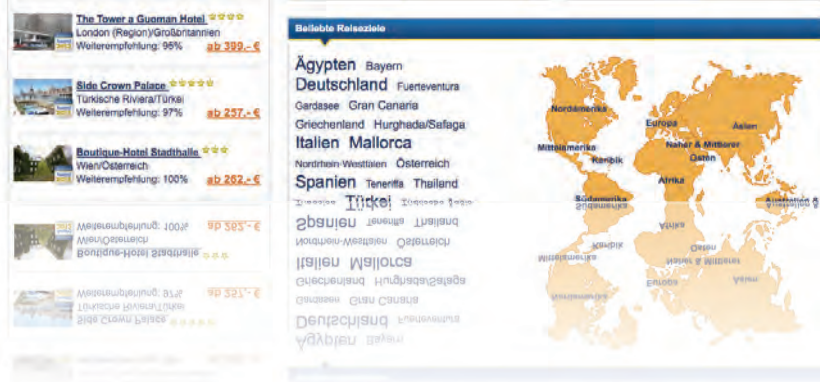 The Tower a Guoman Hotel
London (Region)/Großbritannien
Weiterempfehlung: 96% ab 399,- €
Side Crown Palace
Türkische Riviera/Türkei
Weiterempfehlung: 97% ab 257,- €
Boutique-Hotel Stadthalle
Wien/Österreich
Weiterempfehlung: 100% ab 262,- €
Beliebte Reiseziele
Ägypten Bayern
Deutschland Fuerteventura
Gardasee Gran Canaria
Griechenland Hurghada/Safaga
Italien Mallorca
Nordrhein-Westfalen Österreich
Spanien Teneriffa Thailand
Türkei
Nordamerika
Europa
Asien
Mittelamerika
Karibik
Naher & Mittlerer
Osten
Afrika
Südamerika
Australien &